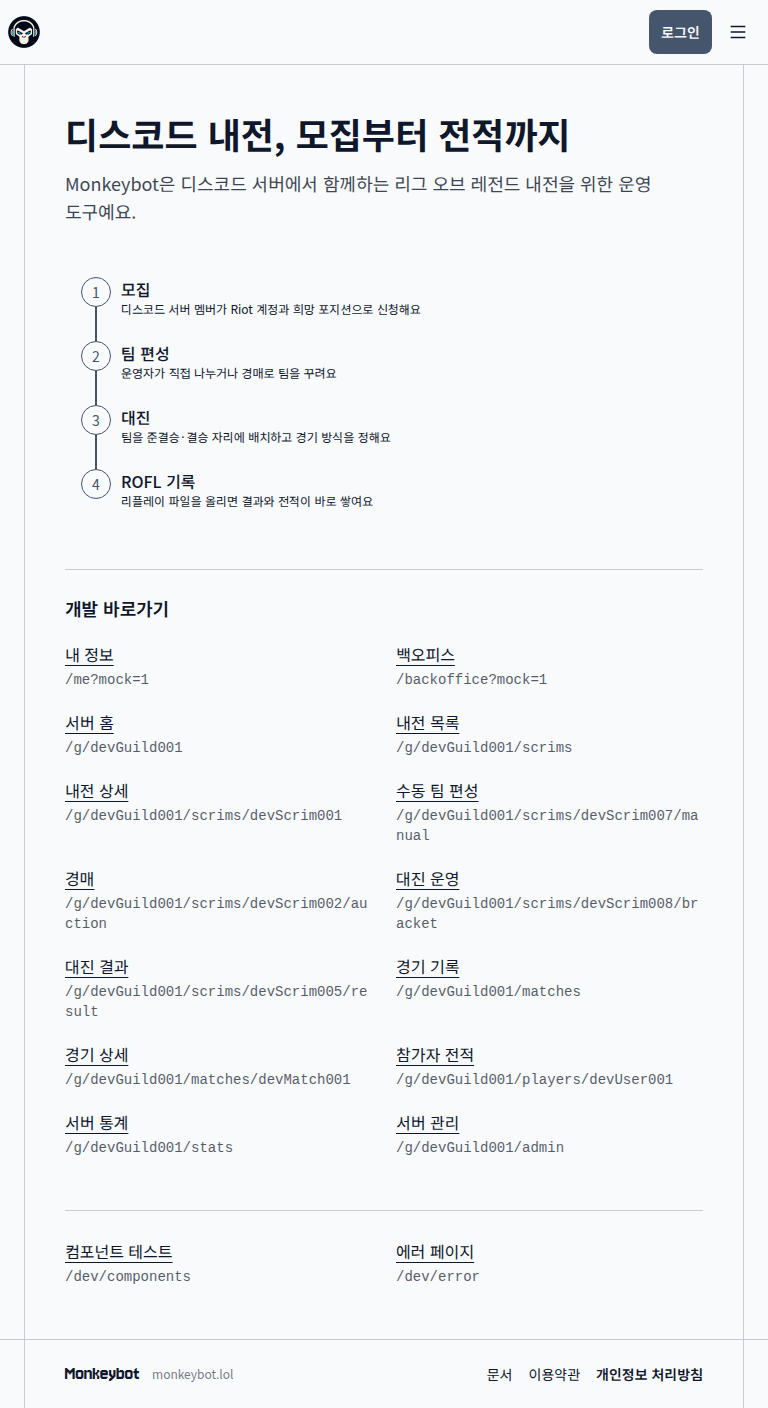 로그인
디스코드 내전, 모집부터 전적까지
Monkeybot은 디스코드 서버에서 함께하는 리그 오브 레전드 내전을 위한 운영
도구예요.
1 모집
디스코드 서버 멤버가 Riot 계정과 희망 포지션으로 신청해요
2 팀 편성
운영자가 직접 나누거나 경매로 팀을 꾸려요
3 대진
팀을 준결승·결승 자리에 배치하고 경기 방식을 정해요
4 ROFL 기록
리플레이 파일을 올리면 결과와 전적이 바로 쌓여요
개발 바로가기
내 정보
/me?mock=1
백오피스
/backoffice?mock=1
서버 홈
/g/devGuild001
내전 목록
/g/devGuild001/scrims
내전 상세
/g/devGuild001/scrims/devScrim001
수동 팀 편성
/g/devGuild001/scrims/devScrim007/ma
nual
경매
/g/devGuild001/scrims/devScrim002/au
ction
대진 운영
/g/devGuild001/scrims/devScrim008/br
acket
대진 결과
/g/devGuild001/scrims/devScrim005/re
sult
경기 기록
/g/devGuild001/matches
경기 상세
/g/devGuild001/matches/devMatch001
참가자 전적
/g/devGuild001/players/devUser001
서버 통계
/g/devGuild001/stats
서버 관리
/g/devGuild001/admin
컴포넌트 테스트
/dev/components
에러 페이지
/dev/error
Monkeybot monkeybot.lol 문서 이용약관 개인정보 처리방침